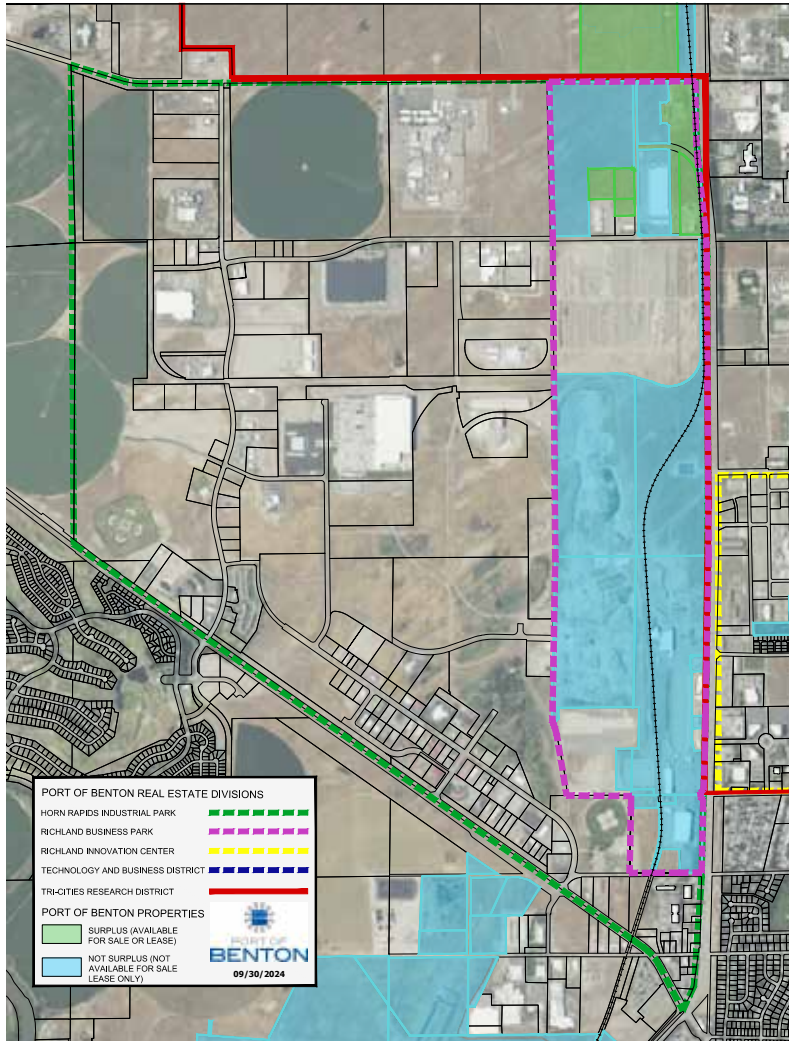 PORT OF BENTON REAL ESTATE DIVISIONS
HORN RAPIDS INDUSTRIAL PARK
RICHLAND BUSINESS PARK
RICHLAND INNOVATION CENTER
TECHNOLOGY AND BUSINESS DISTRICT
TRI-CITIES RESEARCH DISTRICT
PORT OF BENTON PROPERTIES
SURPLUS (AVAILABLE
FOR SALE OR LEASE)
NOT SURPLUS (NOT
AVAILABLE FOR SALE
LEASE ONLY)
PORT OF
BENTON
09/30/2024